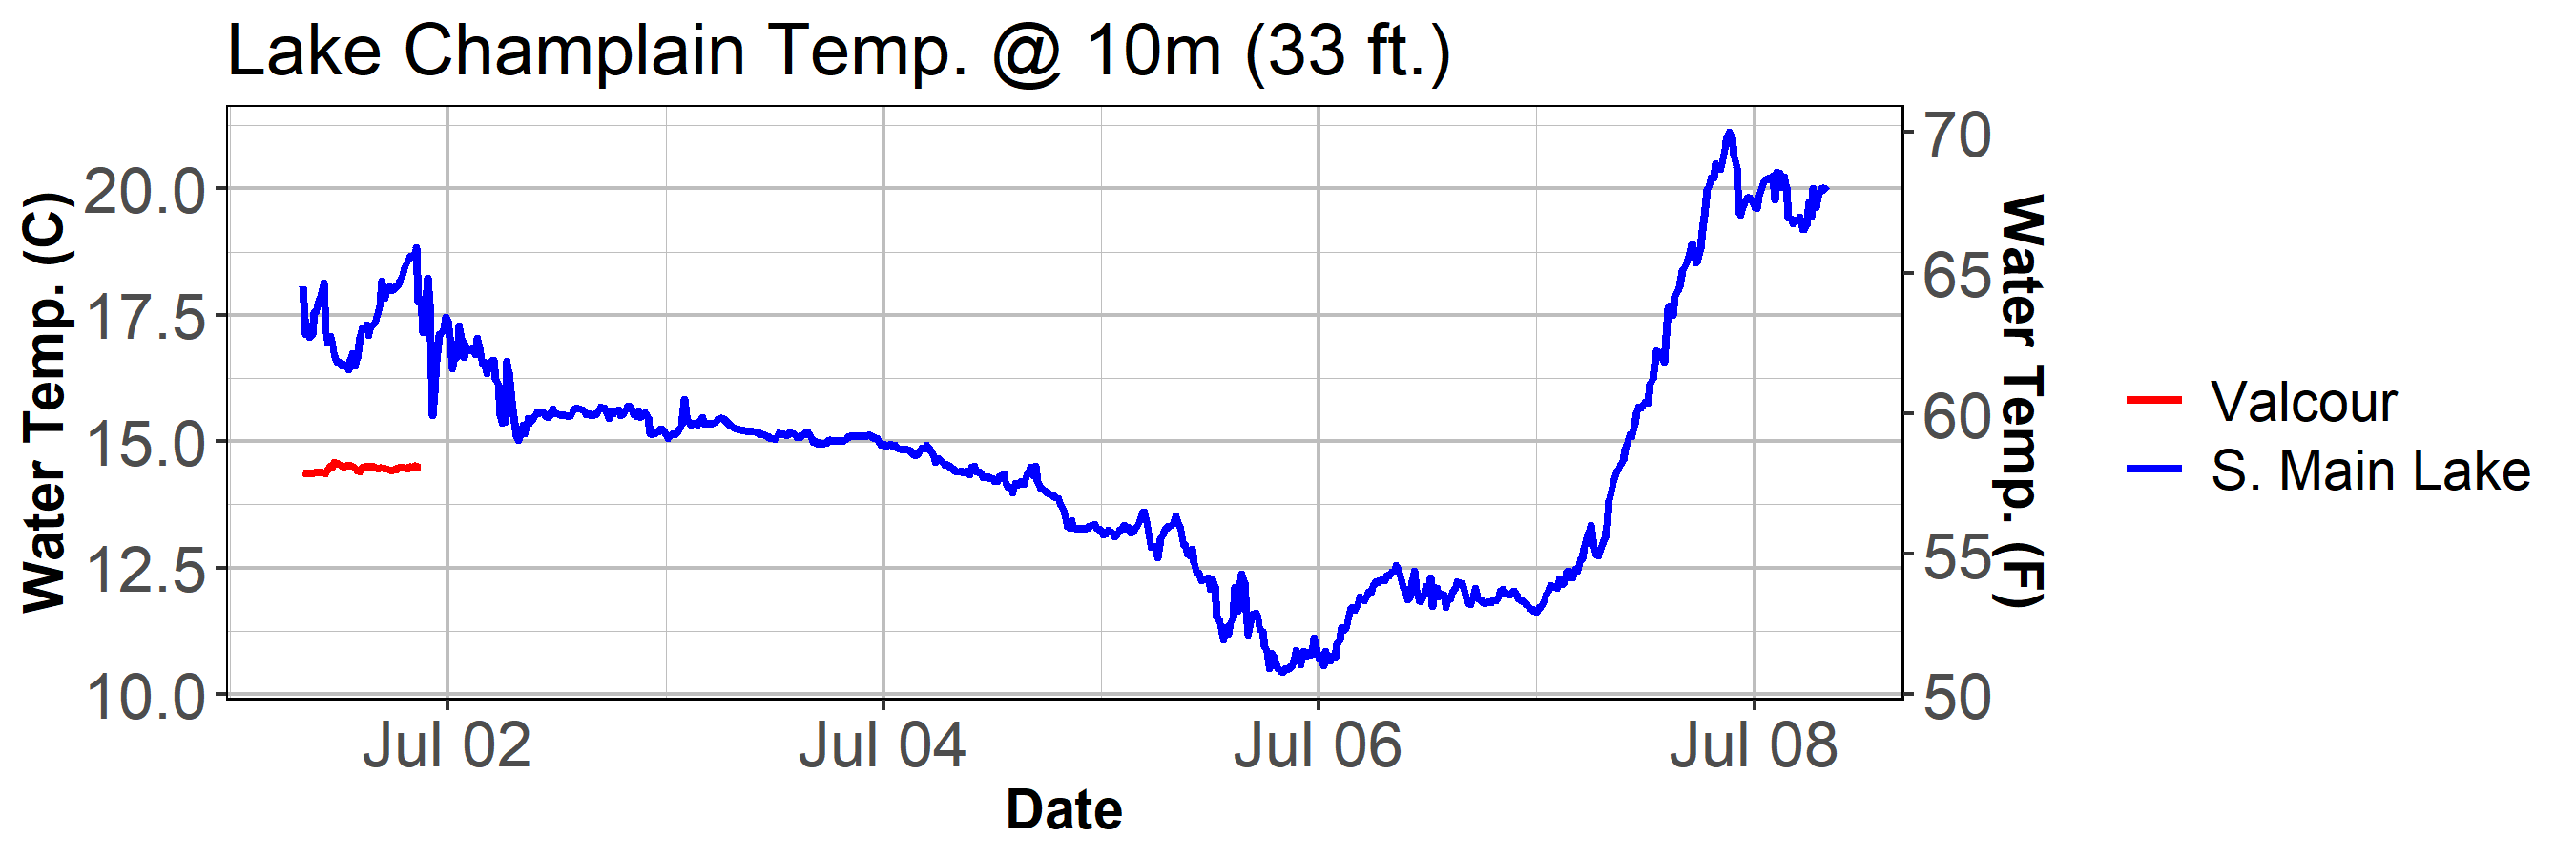 Lake Champlain Temp. @ 10m (33 ft.)
Water Temp. (C)
20.0
17.5
15.0
12.5
10.0
70
65
60
55
50
Water Temp. (F)
Jul 02
Jul 04
Jul 06
Jul 08
Date
Valcour
S. Main Lake